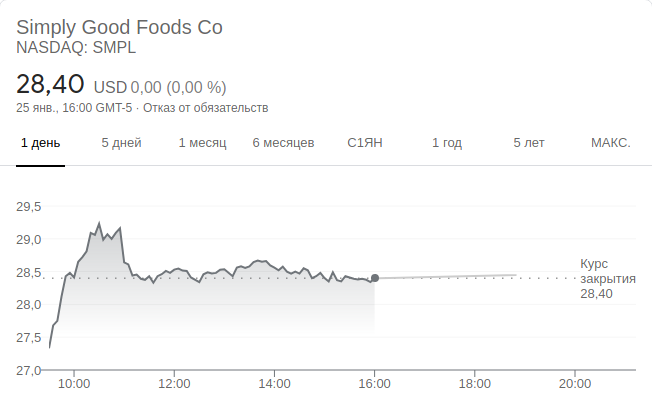 Simply Good Foods Co
NASDAQ: SMPL
28,40 USD 0,00 (0,00 %)
25 янв., 16:00 GMT-5 · Отказ от обязательств
1 день 5 дней 1 месяц 6 месяцев С1ЯН 1 год 5 лет МАКС.
29,5
29,0
28,5
28,0
27,5
27,0
Курс
закрытия
28,40
10:00 12:00 14:00 16:00 18:00 20:00